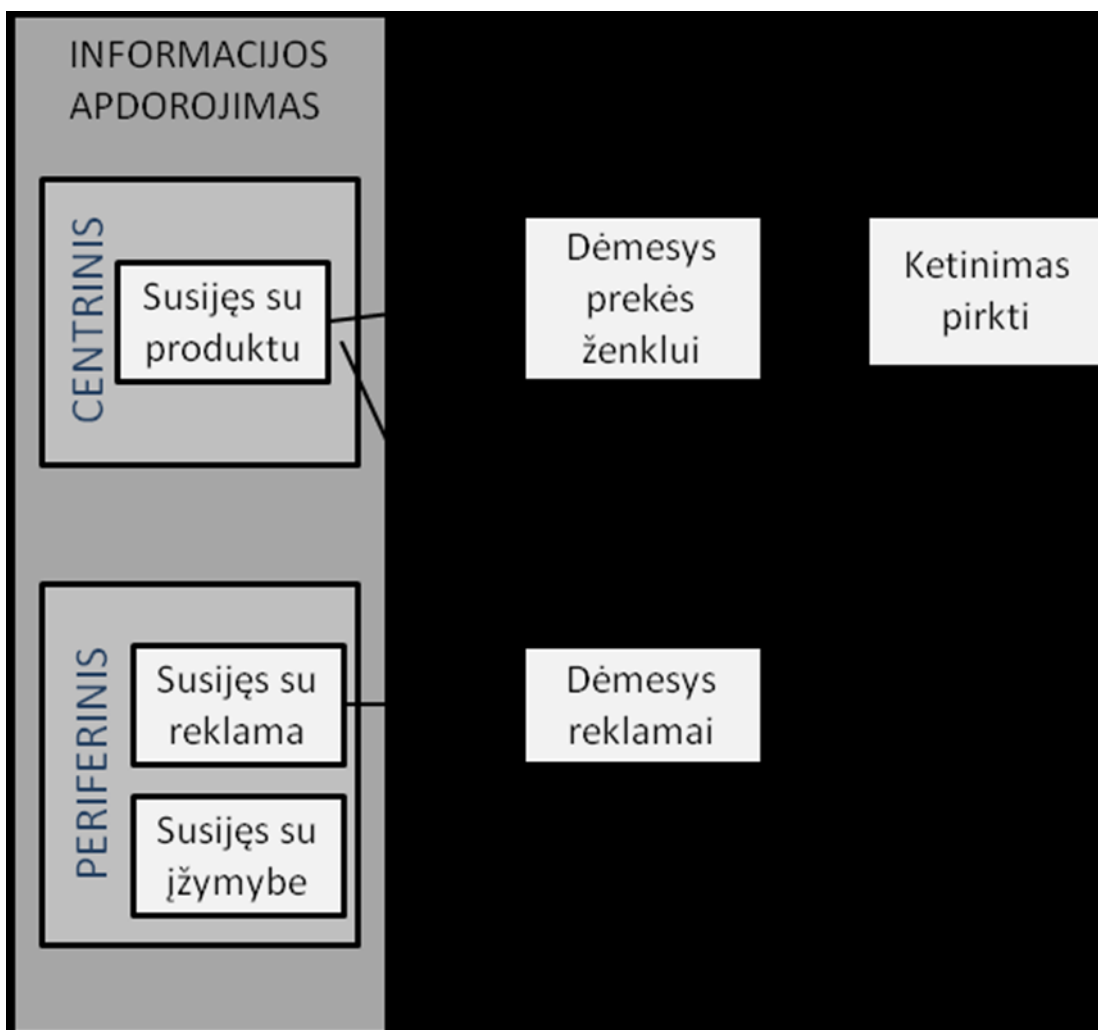 INFORMACIJOS
APDOROJIMAS
CENTRINIS
Susijęs su
produktu
Dėmesys
prekės
ženklui
Ketinimas
pirkti
PERIFERINIS
Susijęs su
reklama
Dėmesys
reklamai
Susijęs su
įžymybe